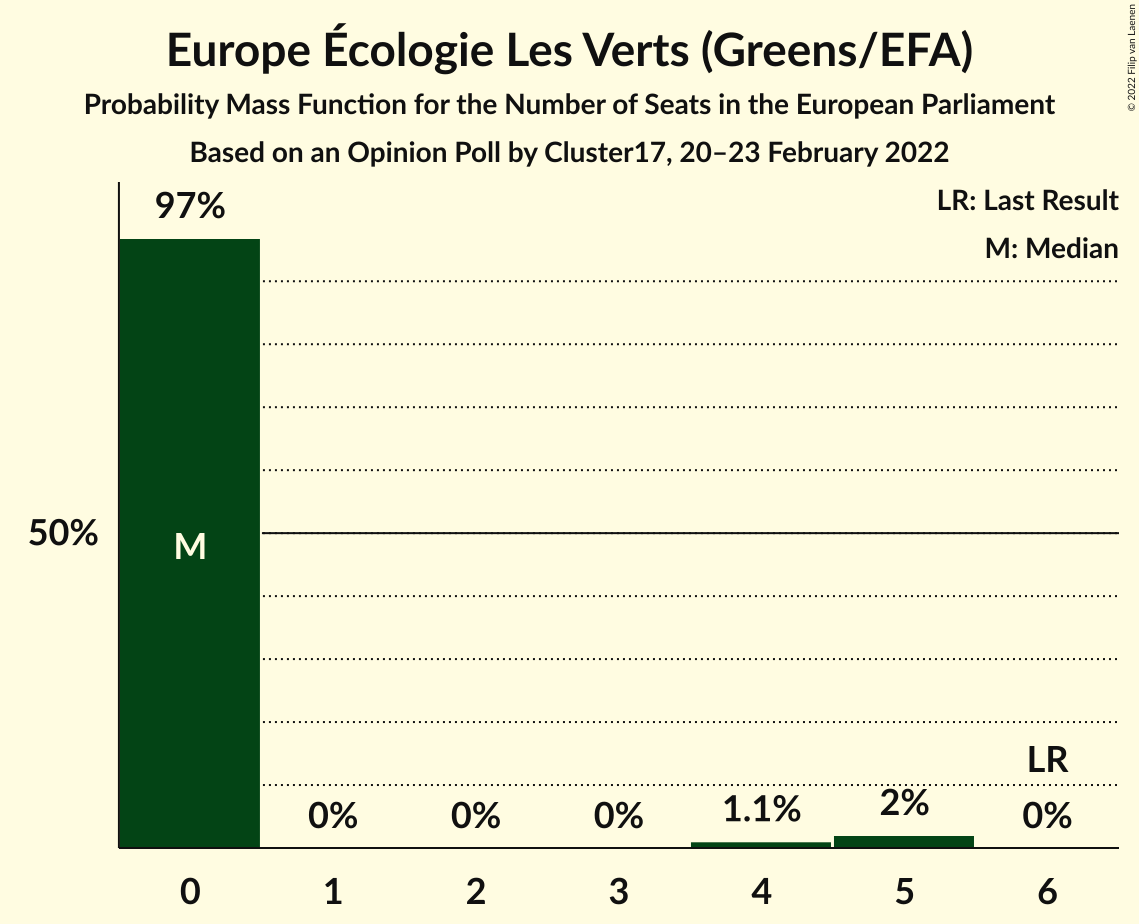 Europe Écologie Les Verts (Greens/EFA)
Probability Mass Function for the Number of Seats in the European Parliament
Based on an Opinion Poll by Cluster17, 20–23 February 2022
© 2022 Filip van Laenen
LR: Last Result
M: Median
97%
50%
M
LR
0%
0%
0%
1.1%
2%
0%
0
1
2
3
4
5
6